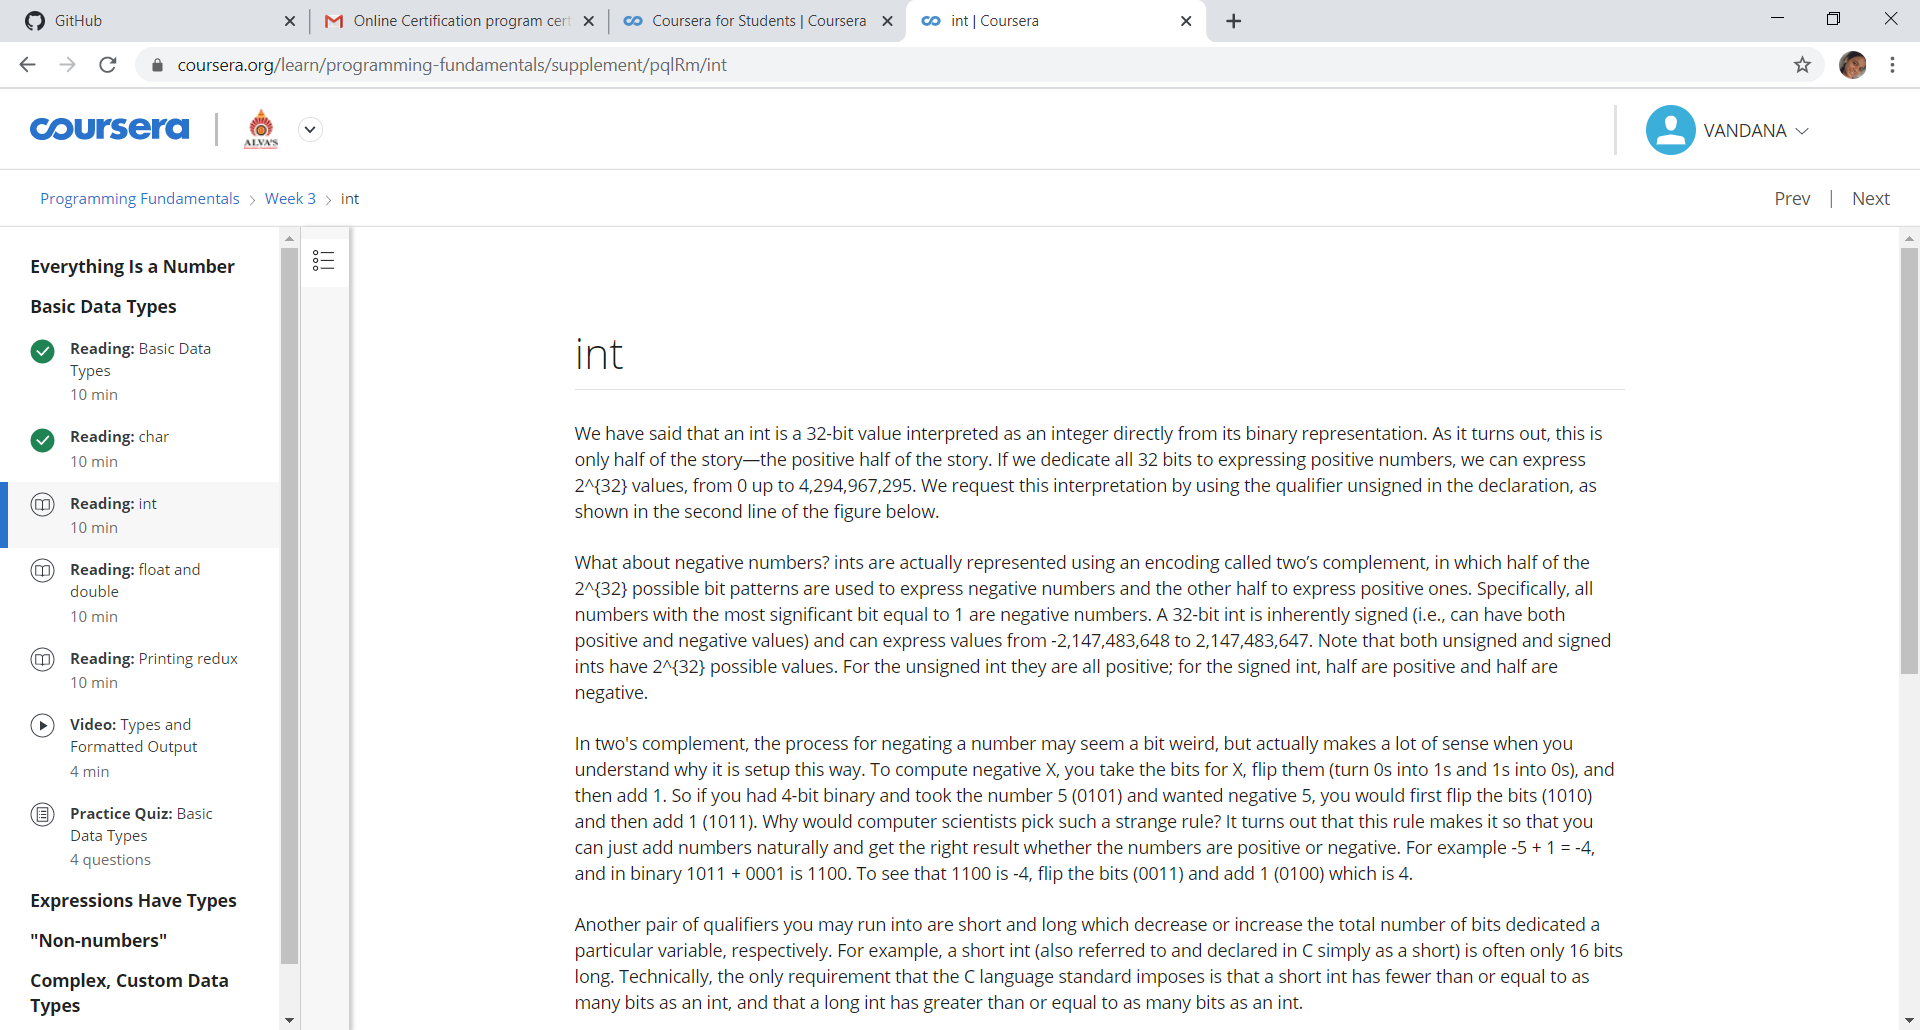 GitHub
Online Certification program cert
Coursera for Students | Coursera
int | Coursera
coursera.org/learn/programming-fundamentals/supplement/pqlRm/int
coursera
ALVA'S
VANDANA
Programming Fundamentals > Week 3 > int
Prev | Next
Everything Is a Number
Basic Data Types
Reading: Basic Data
Types
10 min
Reading: char
10 min
Reading: int
10 min
Reading: float and
double
10 min
Reading: Printing redux
10 min
Video: Types and
Formatted Output
4 min
Practice Quiz: Basic
Data Types
4 questions
Expressions Have Types
"Non-numbers"
Complex, Custom Data
Types
int
We have said that an int is a 32-bit value interpreted as an integer directly from its binary representation. As it turns out, this is
only half of the story—the positive half of the story. If we dedicate all 32 bits to expressing positive numbers, we can express
2^{32} values, from 0 up to 4,294,967,295. We request this interpretation by using the qualifier unsigned in the declaration, as
shown in the second line of the figure below.
What about negative numbers? ints are actually represented using an encoding called two’s complement, in which half of the
2^{32} possible bit patterns are used to express negative numbers and the other half to express positive ones. Specifically, all
numbers with the most significant bit equal to 1 are negative numbers. A 32-bit int is inherently signed (i.e., can have both
positive and negative values) and can express values from -2,147,483,648 to 2,147,483,647. Note that both unsigned and signed
ints have 2^{32} possible values. For the unsigned int they are all positive; for the signed int, half are positive and half are
negative.
In two's complement, the process for negating a number may seem a bit weird, but actually makes a lot of sense when you
understand why it is setup this way. To compute negative X, you take the bits for X, flip them (turn 0s into 1s and 1s into 0s), and
then add 1. So if you had 4-bit binary and took the number 5 (0101) and wanted negative 5, you would first flip the bits (1010)
and then add 1 (1011). Why would computer scientists pick such a strange rule? It turns out that this rule makes it so that you
can just add numbers naturally and get the right result whether the numbers are positive or negative. For example -5 + 1 = -4,
and in binary 1011 + 0001 is 1100. To see that 1100 is -4, flip the bits (0011) and add 1 (0100) which is 4.
Another pair of qualifiers you may run into are short and long which decrease or increase the total number of bits dedicated a
particular variable, respectively. For example, a short int (also referred to and declared in C simply as a short) is often only 16 bits
long. Technically, the only requirement that the C language standard imposes is that a short int has fewer than or equal to as
many bits as an int, and that a long int has greater than or equal to as many bits as an int.